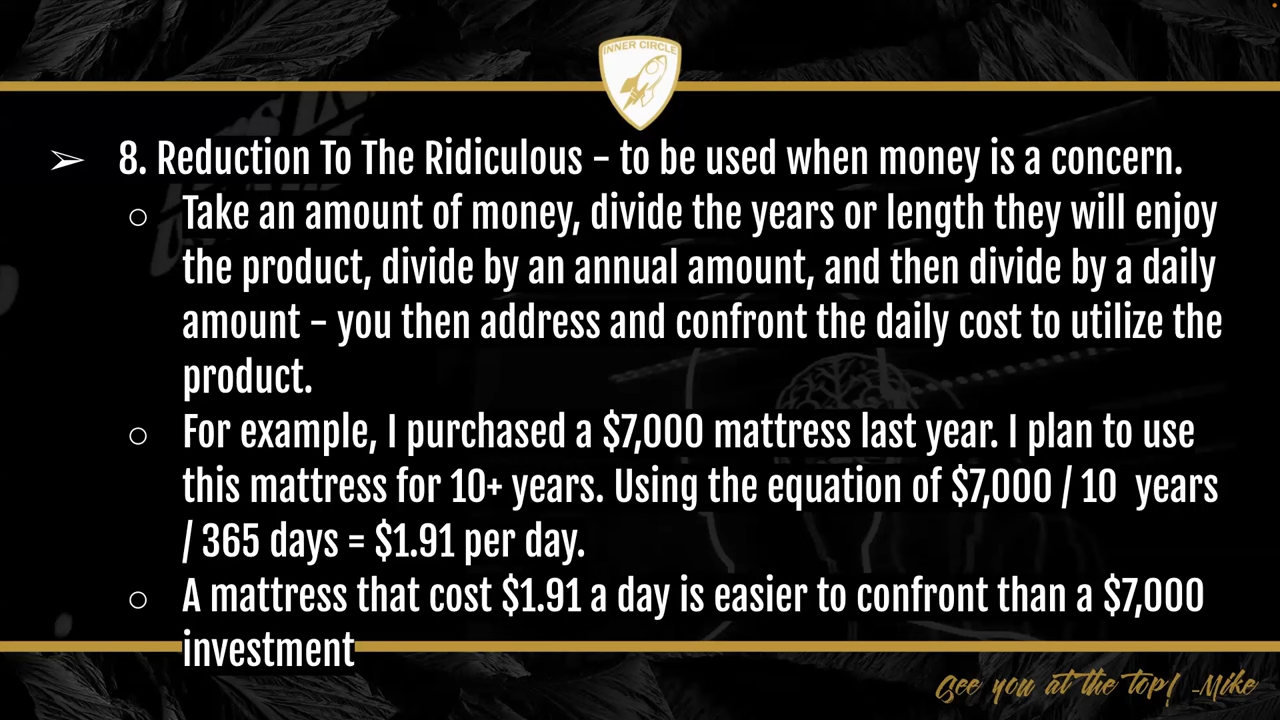 INNER CIRCLE
➢ 8. Reduction To The Ridiculous – to be used when money is a concern.
○ Take an amount of money, divide the years or length they will enjoy
the product, divide by an annual amount, and then divide by a daily
amount – you then address and confront the daily cost to utilize the
product.
○ For example, I purchased a $7,000 mattress last year. I plan to use
this mattress for 10+ years. Using the equation of $7,000 / 10 years
/ 365 days = $1.91 per day.
○ A mattress that cost $1.91 a day is easier to confront than a $7,000
investment
See you at the top! -Mike